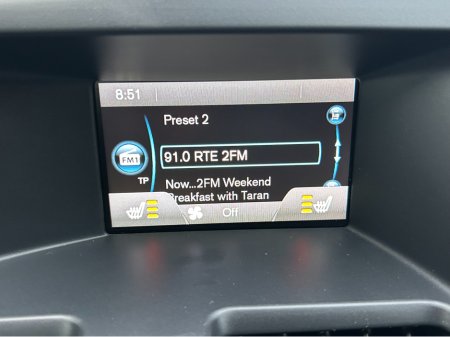 8:51
Preset 2
FM1
91.0 RTE 2FM
TP
Now...2FM Weekend
Breakfast with Taran
Off